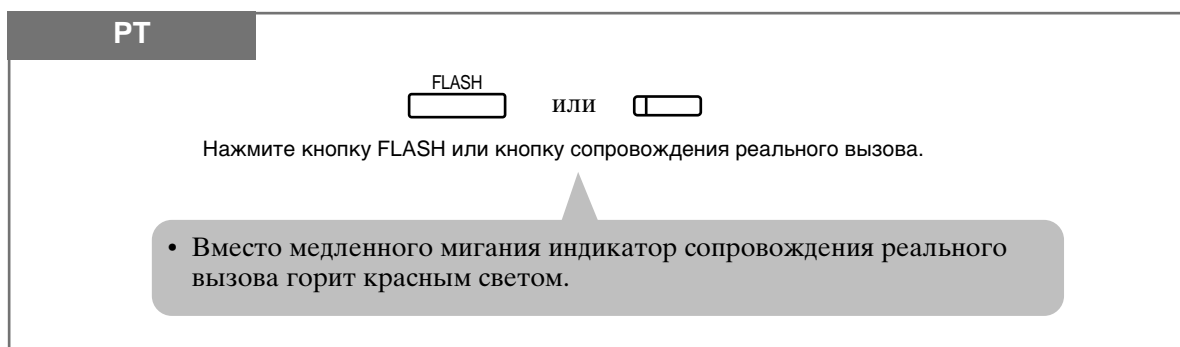 PT
FLASH
или
Нажмите кнопку FLASH или кнопку сопровождения реального вызова.
• Вместо медленного мигания индикатор сопровождения реального
вызова горит красным светом.